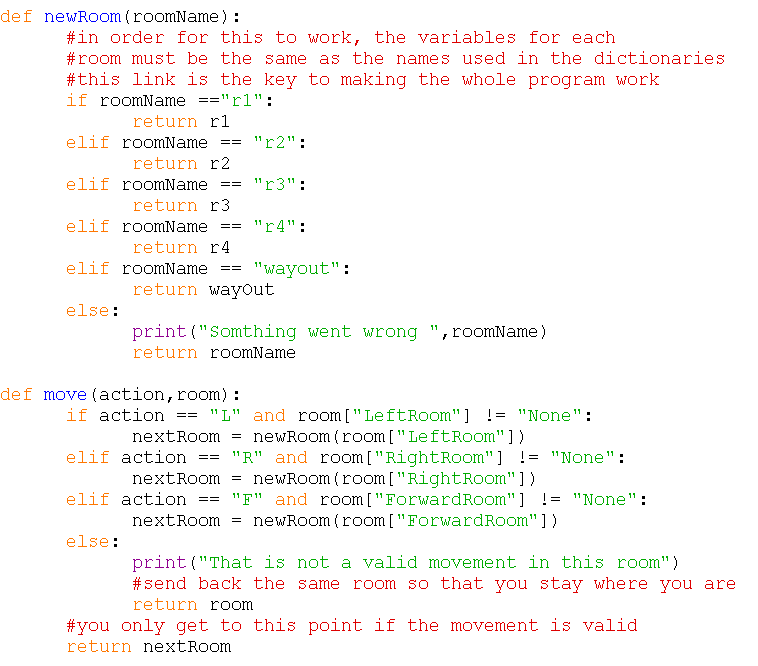 def newRoom(roomName):
#in order for this to work, the variables for each
#room must be the same as the names used in the dictionaries
#this link is the key to making the whole program work
if roomName =="r1":
return r1
elif roomName == "r2":
return r2
elif roomName == "r3":
return r3
elif roomName == "r4":
return r4
elif roomName == "wayout":
return wayOut
else:
print("Somthing went wrong ",roomName)
return roomName
def move(action,room):
if action == "L" and room["LeftRoom"] != "None":
nextRoom = newRoom(room["LeftRoom"])
elif action == "R" and room["RightRoom"] != "None":
nextRoom = newRoom(room["RightRoom"])
elif action == "F" and room["ForwardRoom"] != "None":
nextRoom = newRoom(room["ForwardRoom"])
else:
print("That is not a valid movement in this room")
#send back the same room so that you stay where you are
return room
#you only get to this point if the movement is valid
return nextRoom